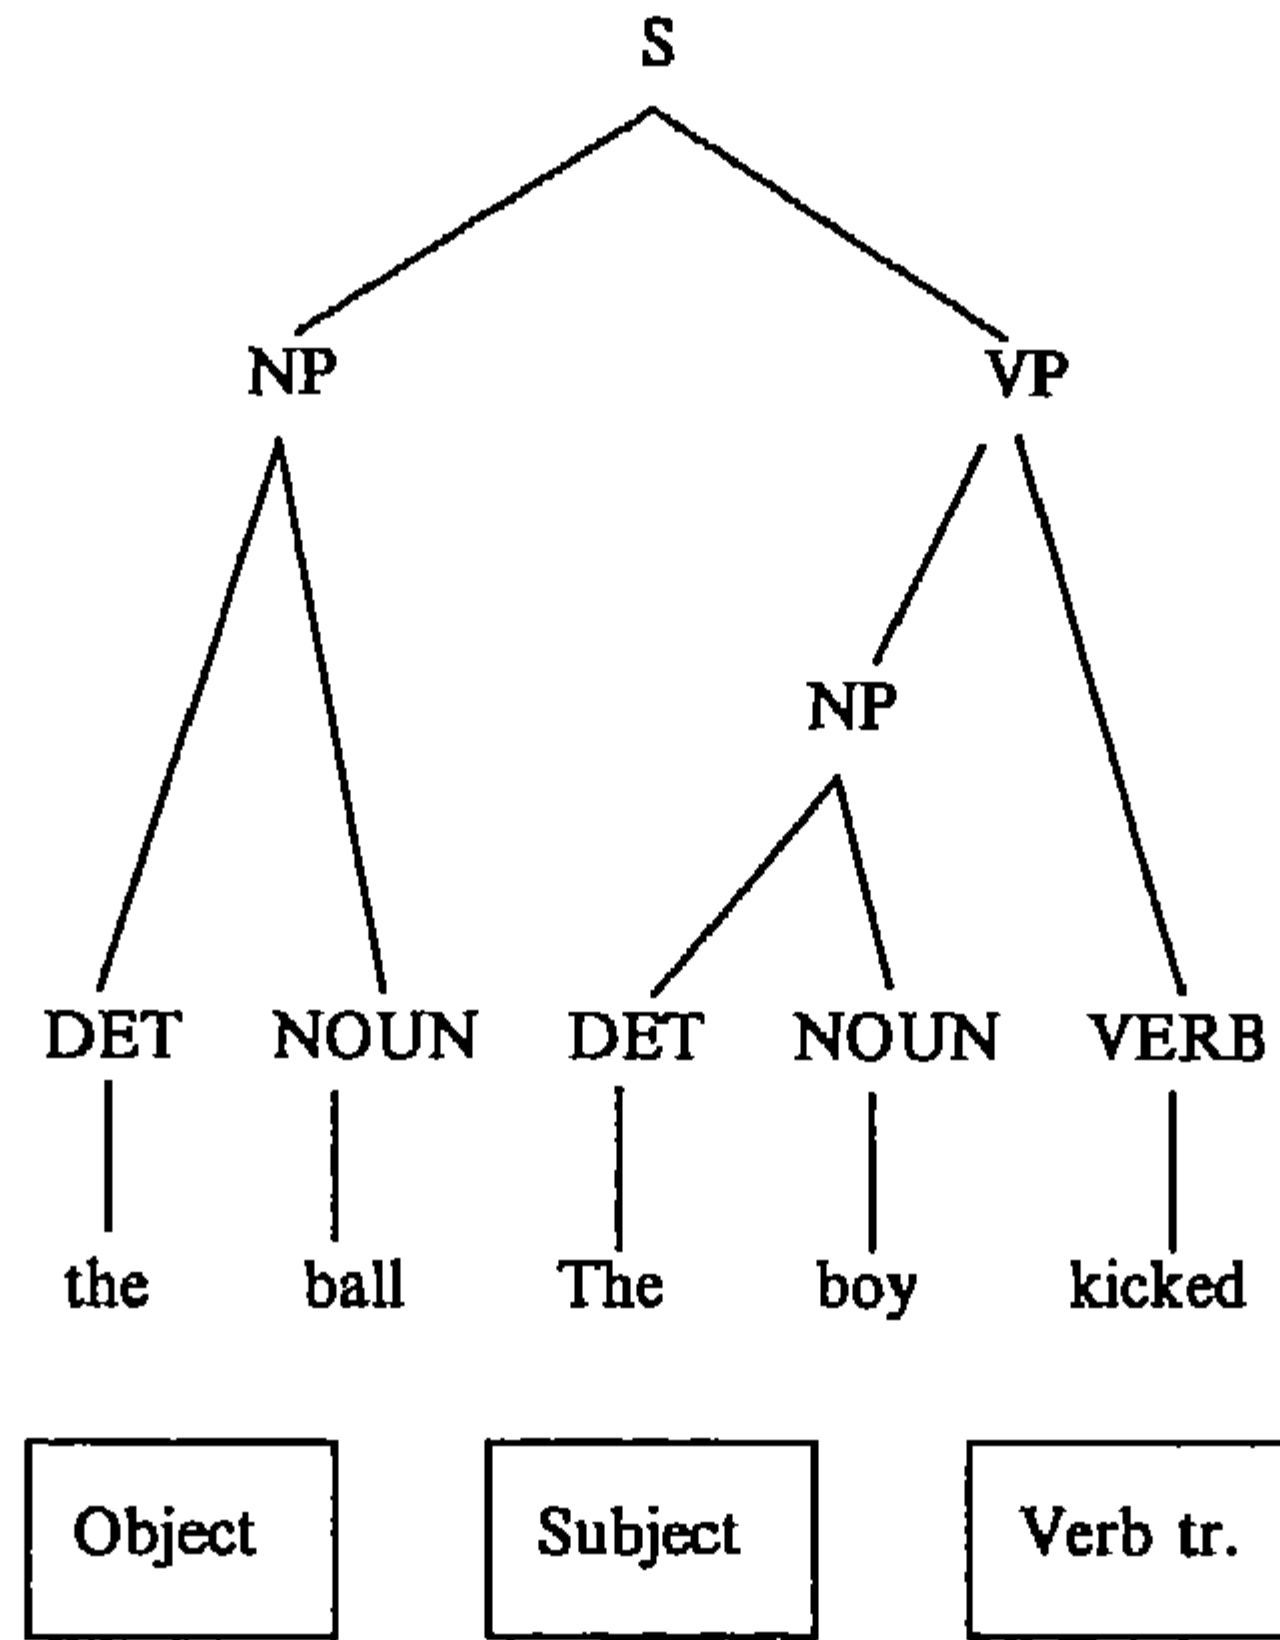 S
NP VP
NP
DET NOUN DET NOUN VERB
the ball The boy kicked
Object Subject Verb tr.